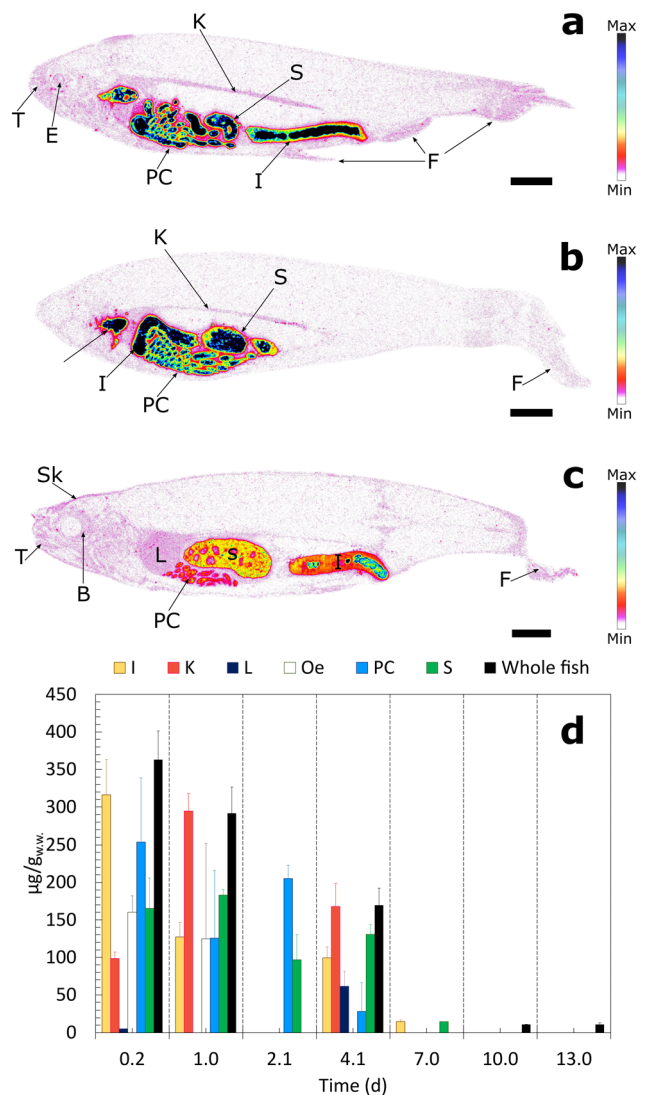 a
Max
Min
K
S
T
E
PC
I
F
b
Max
Min
K
S
I
PC
F
c
Max
Min
Sk
T
B
L
s
I
PC
F
I K L Oe PC S Whole fish
d
450
400
350
300
250
200
150
100
50
0
µg/gw.w.
0.2 1.0 2.1 4.1 7.0 10.0 13.0
Time (d)